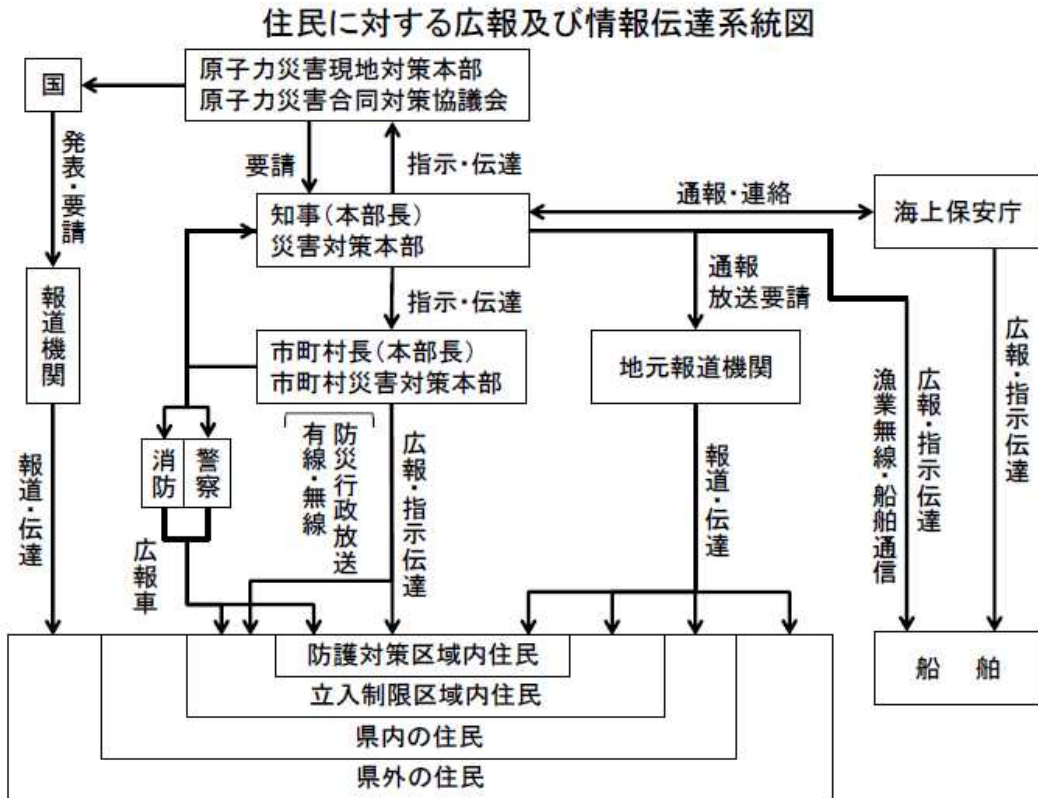 住民に対する広報及び情報伝達系統図
国
原子力災害現地対策本部
原子力災害合同対策協議会
発表・要請
要請
指示・伝達
通報・連絡
海上保安庁
知事(本部長)
災害対策本部
通報
放送要請
報道機関
指示・伝達
市町村長(本部長)
市町村災害対策本部
地元報道機関
広報・指示伝達
広報・指示伝達
漁業無線・船舶通信
消防
警察
防災行政放送
有線・無線
広報・指示伝達
報道・伝達
報道・伝達
広報車
防護対策区域内住民
立入制限区域内住民
県内の住民
県外の住民
船 舶